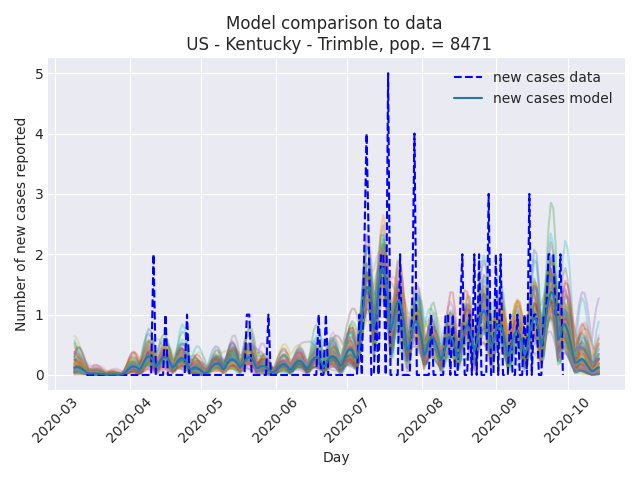 Model comparison to data
US - Kentucky - Trimble, pop. = 8471
new cases data
new cases model
Number of new cases reported
5
4
3
2
1
0
2020-03
2020-04
2020-05
2020-06
2020-07
2020-08
2020-09
2020-10
Day